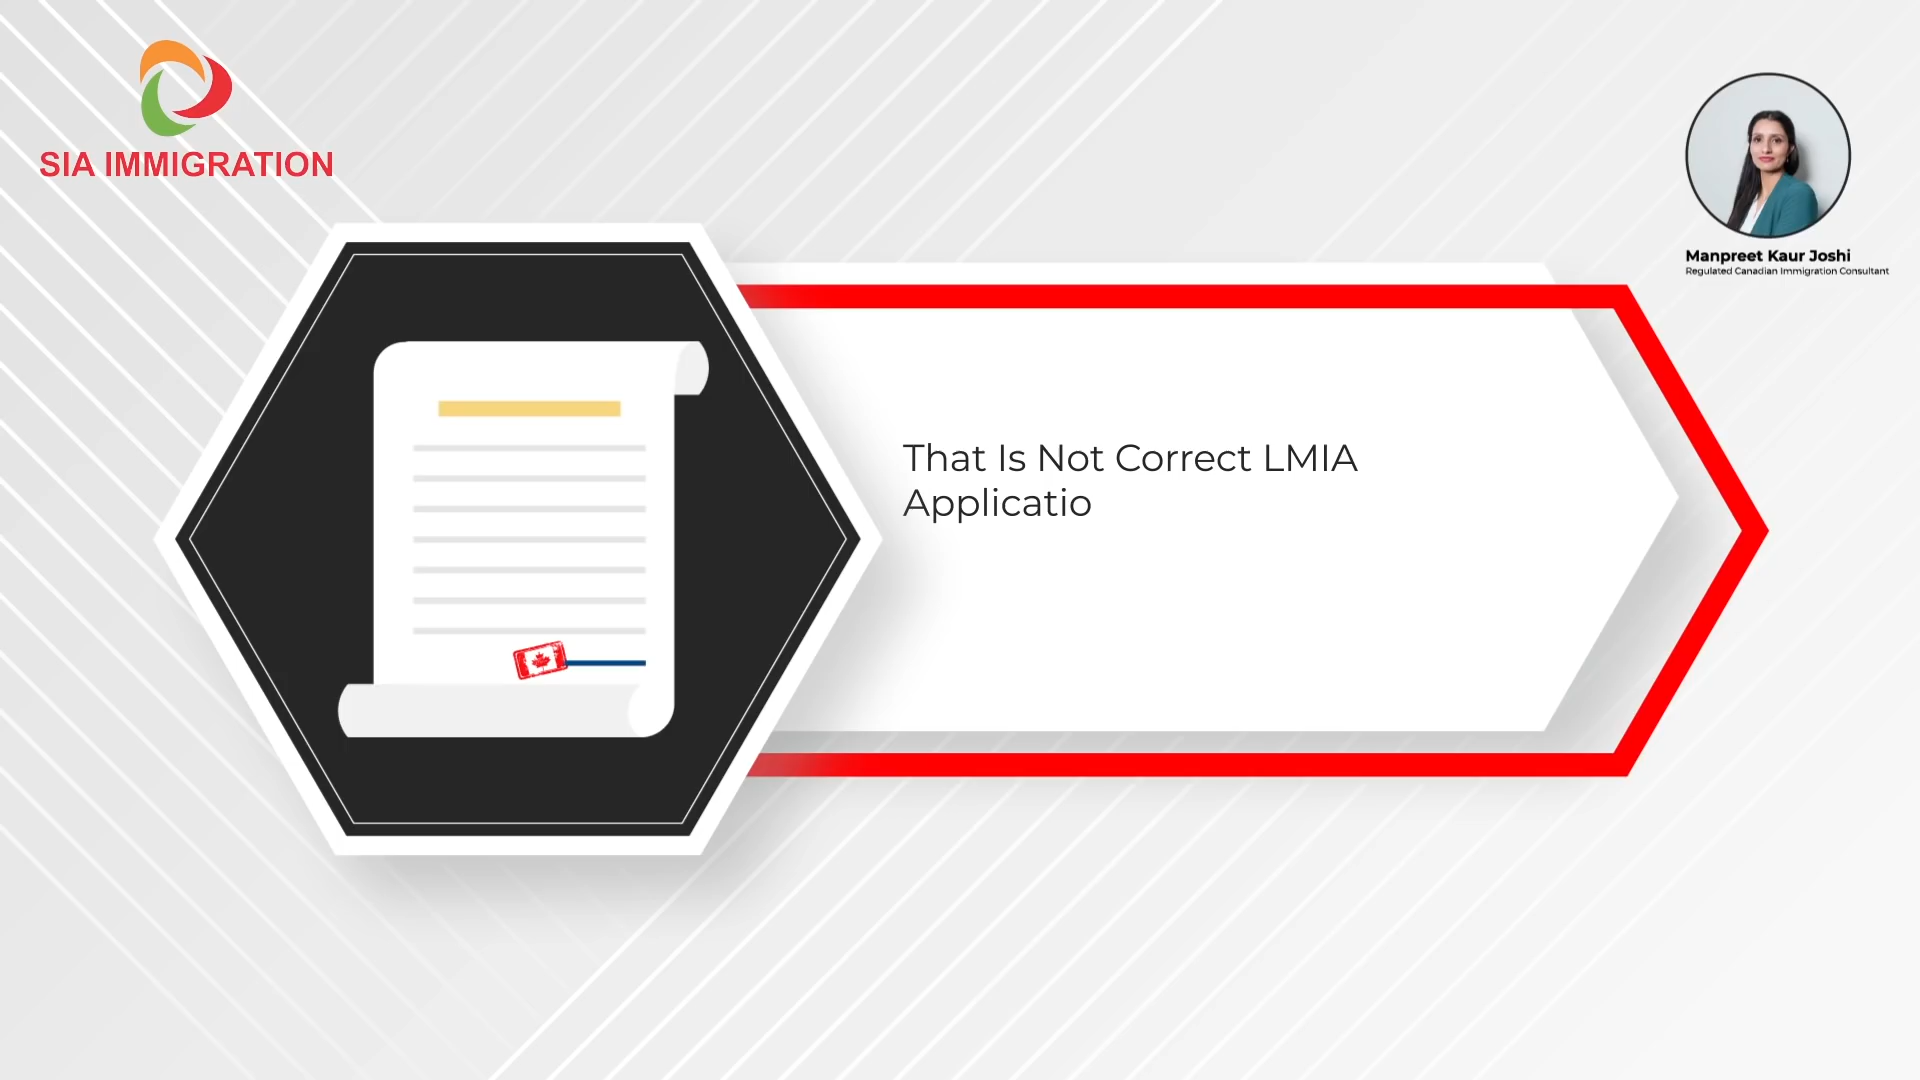 SIA IMMIGRATION
Manpreet Kaur Joshi
Regulated Canadian Immigration Consultant
That Is Not Correct LMIA
Applicatio